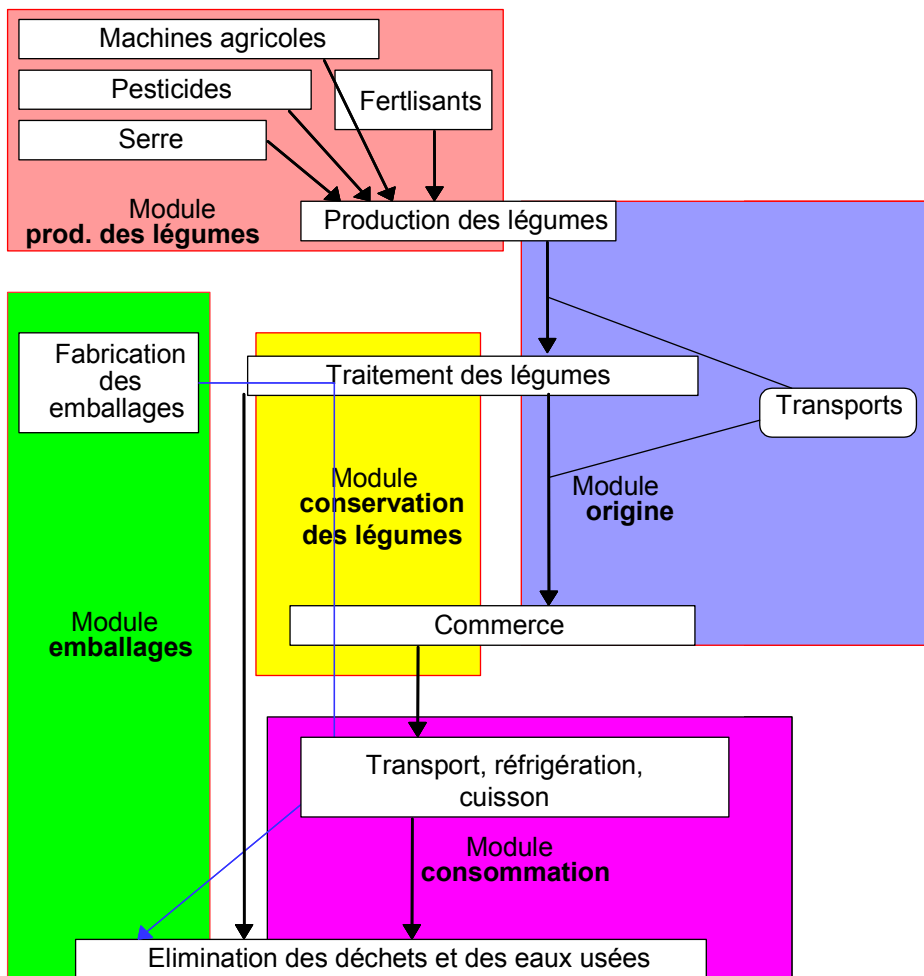 Machines agricoles
Pesticides
Fertlisants
Serre
Module
prod. des légumes
Production des légumes
Fabrication
des
emballages
Traitement des légumes
Transports
Module
conservation
des légumes
Module
origine
Module
emballages
Commerce
Transport, réfrigération,
cuisson
Module
consommation
Elimination des déchets et des eaux usées